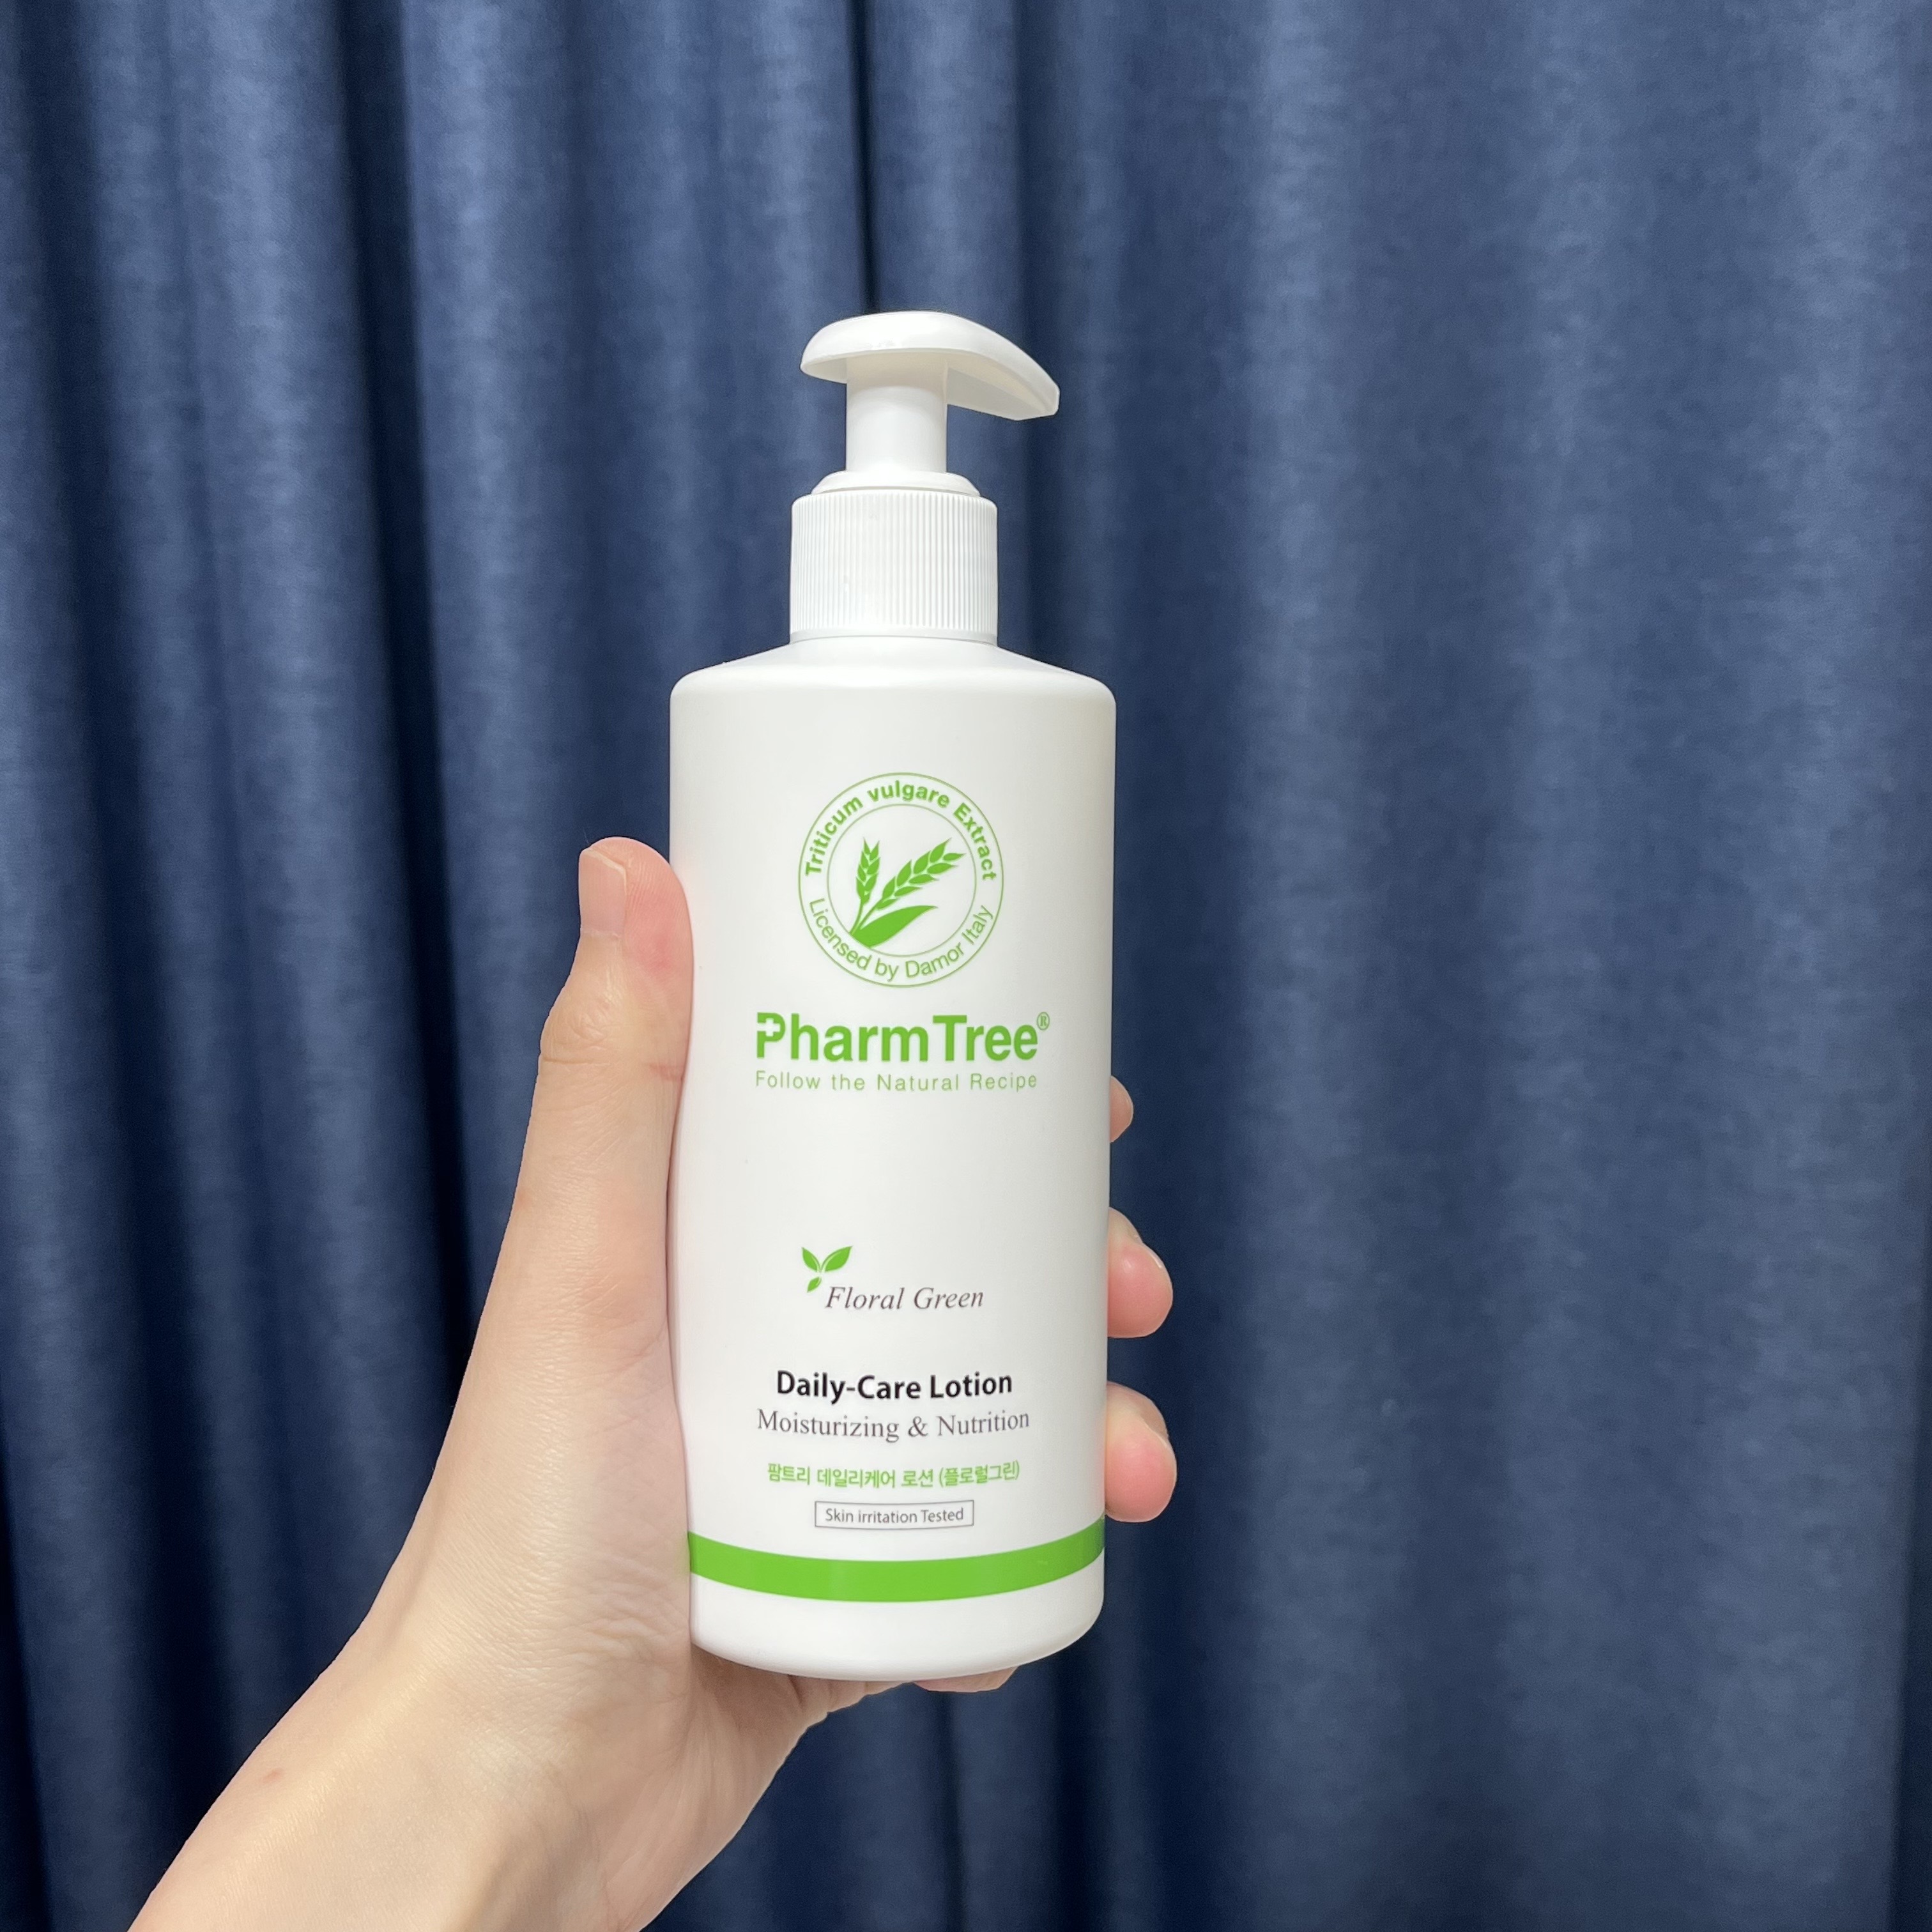 Triticum vulgare Extract
Licensed by Damor Italy
PharmTree®
Follow the Natural Recipe
Floral Green
Daily-Care Lotion
Moisturizing & Nutrition
팜트리 데일리케어 로션 (플로럴그린)
Skin irritation Tested